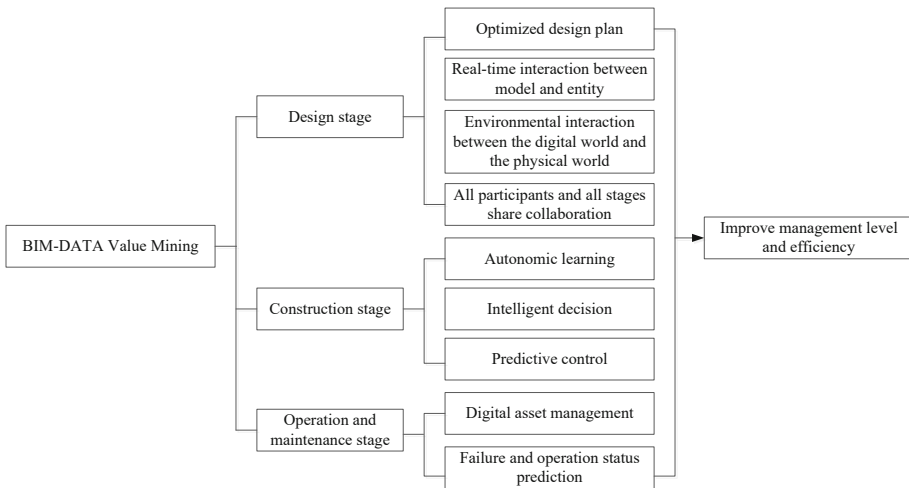 BIM-DATA Value Mining
Design stage
Optimized design plan
Real-time interaction between
model and entity
Environmental interaction
between the digital world and
the physical world
All participants and all stages
share collaboration
Construction stage
Autonomic learning
Intelligent decision
Predictive control
Operation and
maintenance stage
Digital asset management
Failure and operation status
prediction
Improve management level
and efficiency